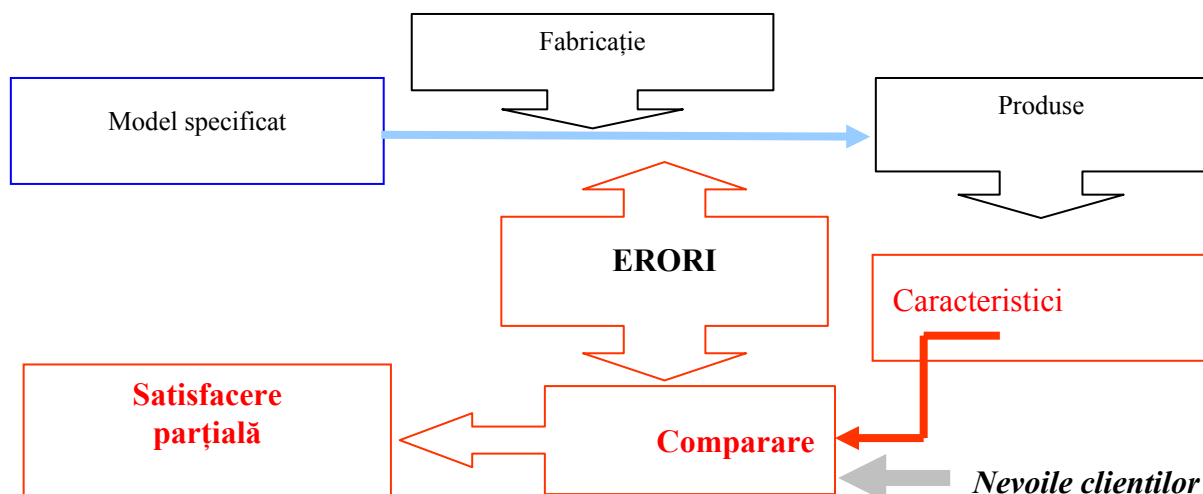 Fabricație
Model specificat
Produse
ERORI
Caracteristici
Satisfacere
parțială
Comparare
Nevoile clientilor